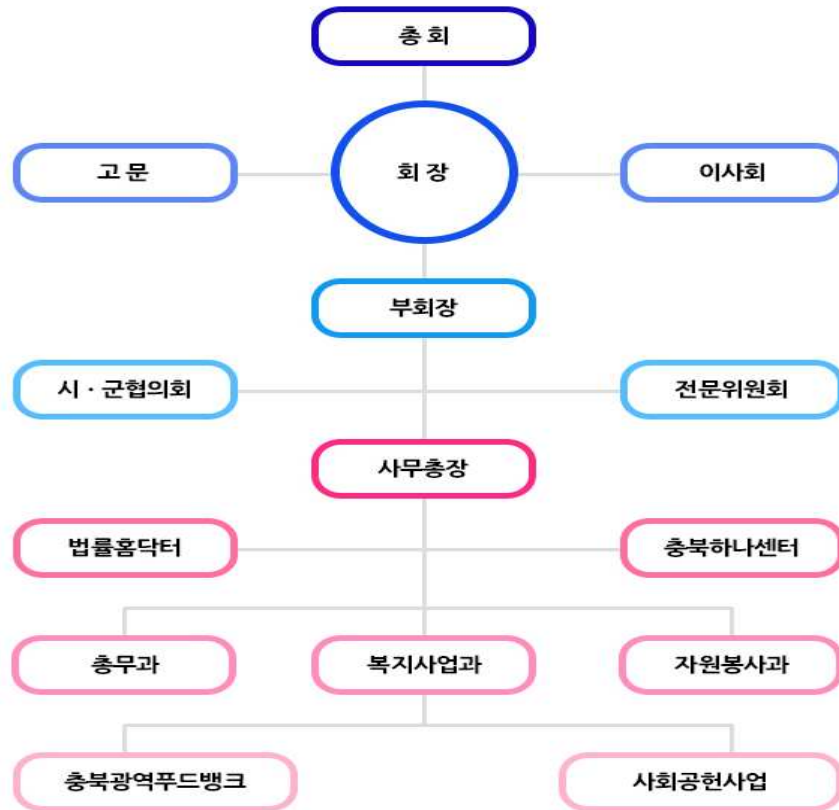 총 회
고 문
회 장
이사회
부회장
시 · 군협의회
전문위원회
사무총장
법률홈닥터
충북하나센터
총무과
복지사업과
자원봉사과
충북광역푸드뱅크
사회공헌사업